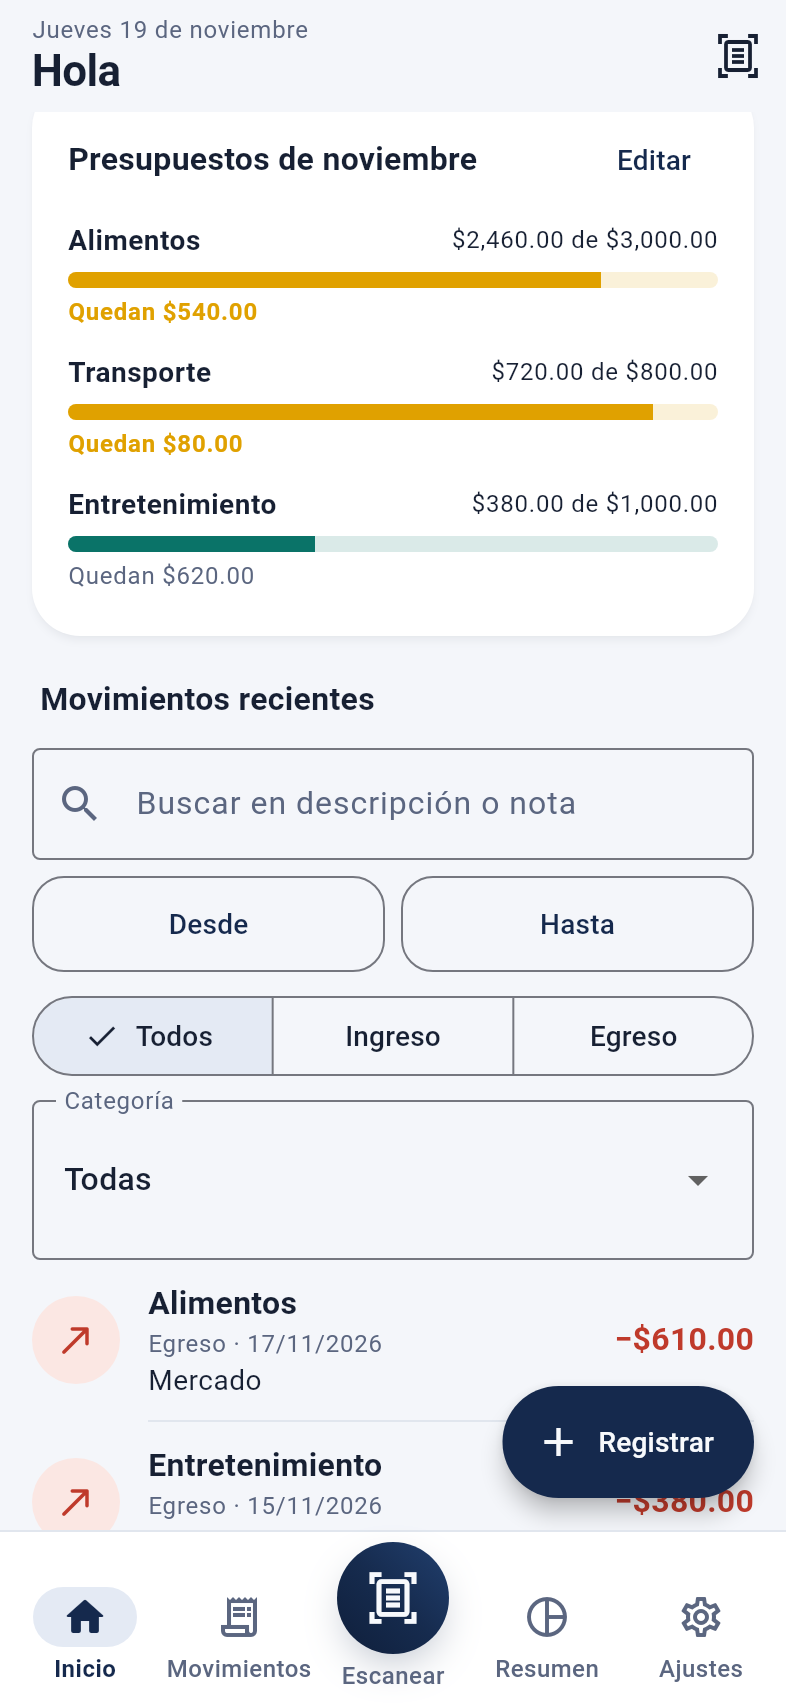 Jueves 19 de noviembre
Hola
Presupuestos de noviembre
Editar
Alimentos
$2,460.00 de $3,000.00
Quedan $540.00
Transporte
$720.00 de $800.00
Quedan $80.00
Entretenimiento
$380.00 de $1,000.00
Quedan $620.00
Movimientos recientes
Buscar en descripción o nota
Desde
Hasta
Todos
Ingreso
Egreso
Categoría
Todas
Alimentos
Egreso · 17/11/2026
−$610.00
Mercado
Registrar
Entretenimiento
Egreso · 15/11/2026
−$380.00
Inicio
Movimientos
Escanear
Resumen
Ajustes